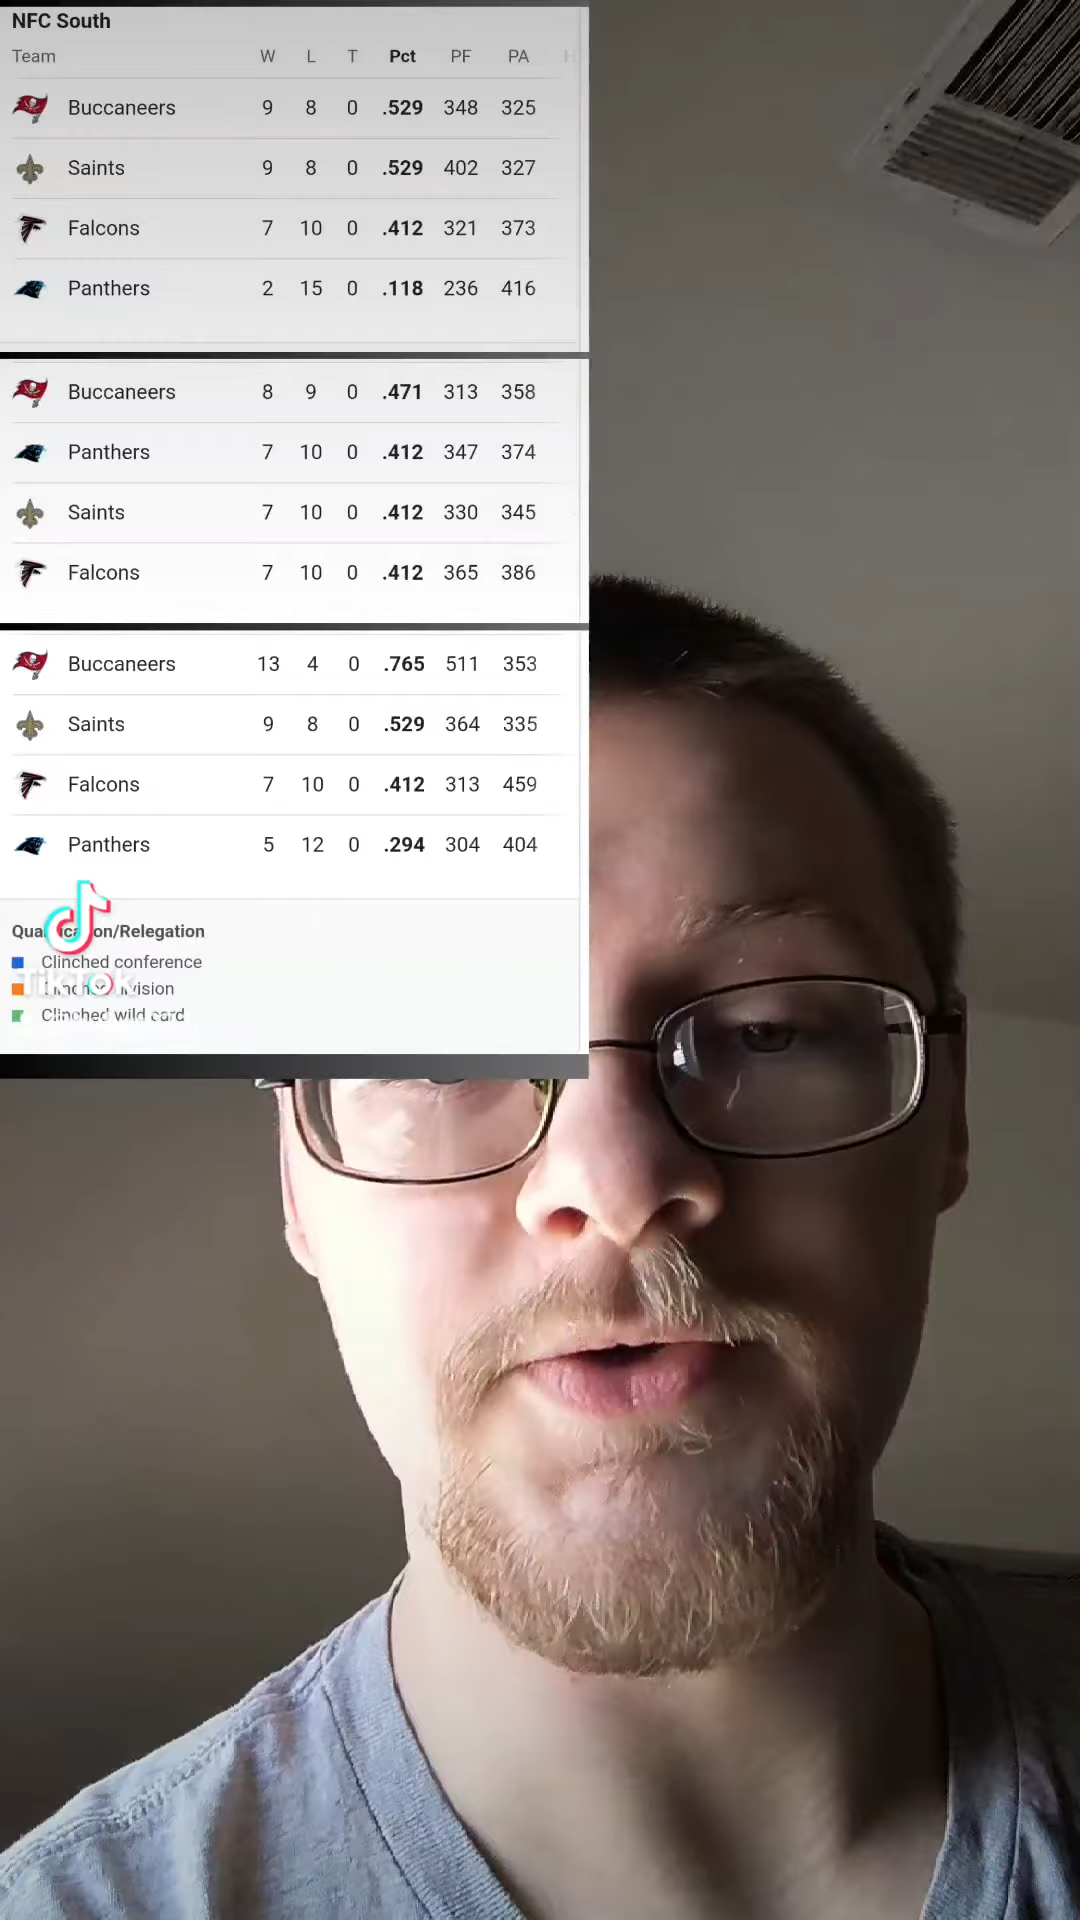 NFC South
Team W L T Pct PF PA H
Buccaneers 9 8 0 .529 348 325
Saints 9 8 0 .529 402 327
Falcons 7 10 0 .412 321 373
Panthers 2 15 0 .118 236 416
Buccaneers 8 9 0 .471 313 358
Panthers 7 10 0 .412 347 374
Saints 7 10 0 .412 330 345
Falcons 7 10 0 .412 365 386
Buccaneers 13 4 0 .765 511 353
Saints 9 8 0 .529 364 335
Falcons 7 10 0 .412 313 459
Panthers 5 12 0 .294 304 404
Qualification/Relegation
Clinched conference
TikTok
Clinched division
Clinched wild card